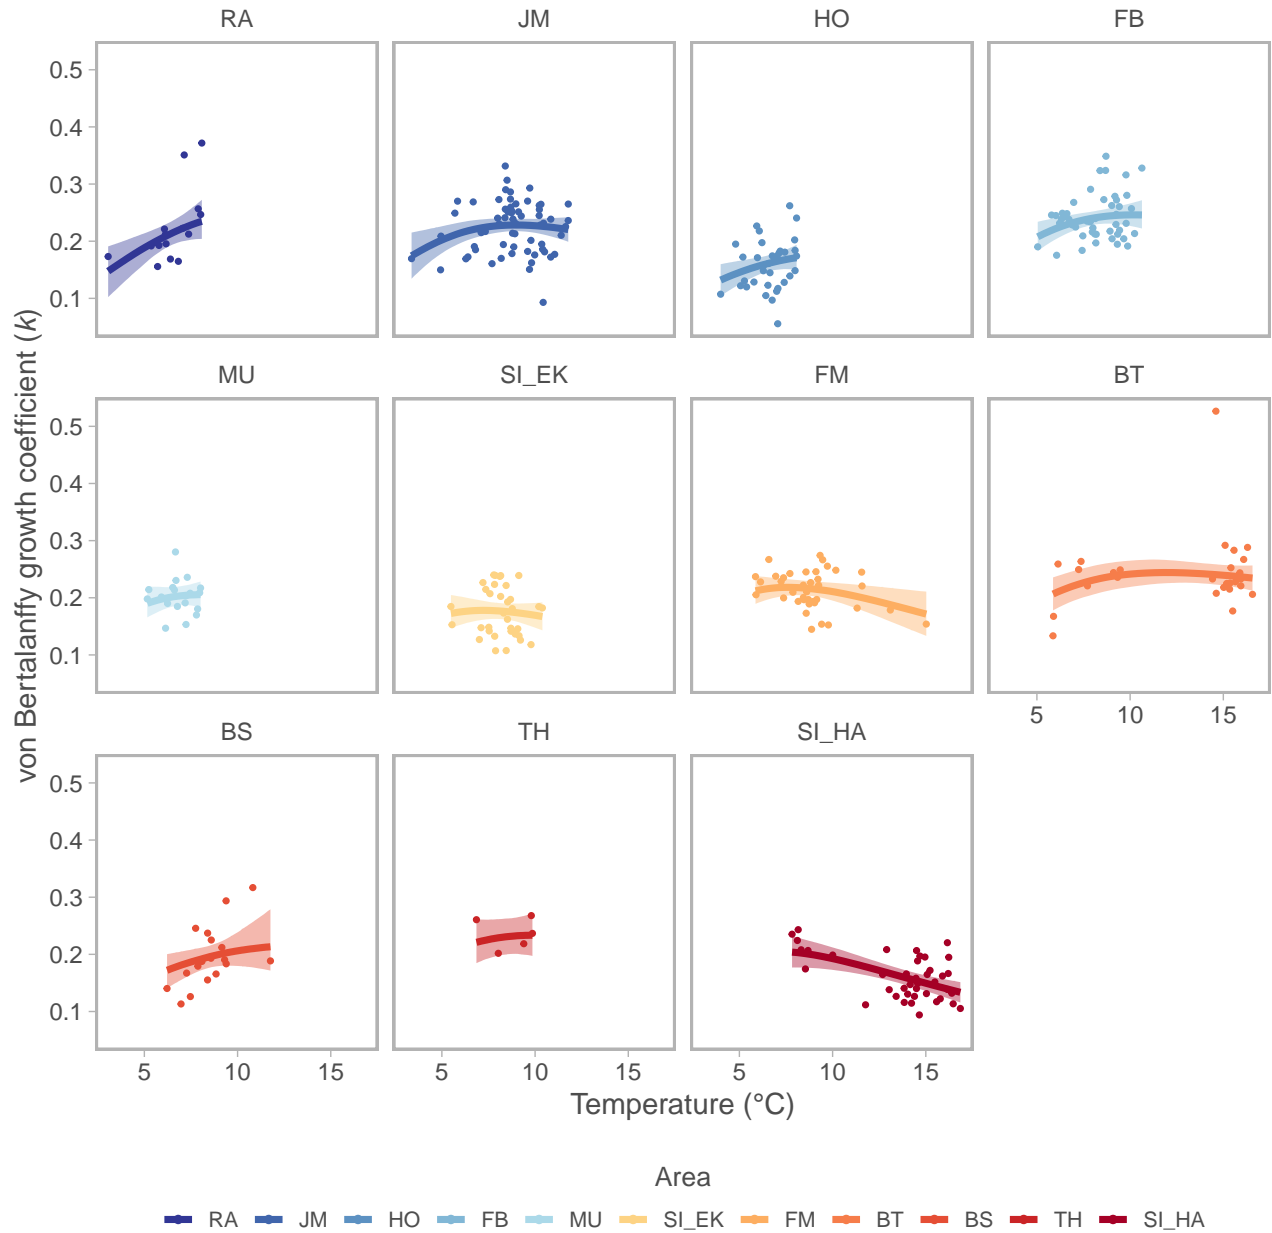 RA JM HO FB
0.5
0.4
0.3
0.2
0.1
MU SI_EK FM BT
0.5
0.4
0.3
0.2
0.1
5 10 15
BS TH SI_HA
0.5
0.4
0.3
0.2
0.1
5 10 15 5 10 15 5 10 15
von Bertalanffy growth coefficient (k)
Temperature (°C)
Area
RA JM HO FB MU SI_EK FM BT BS TH SI_HA